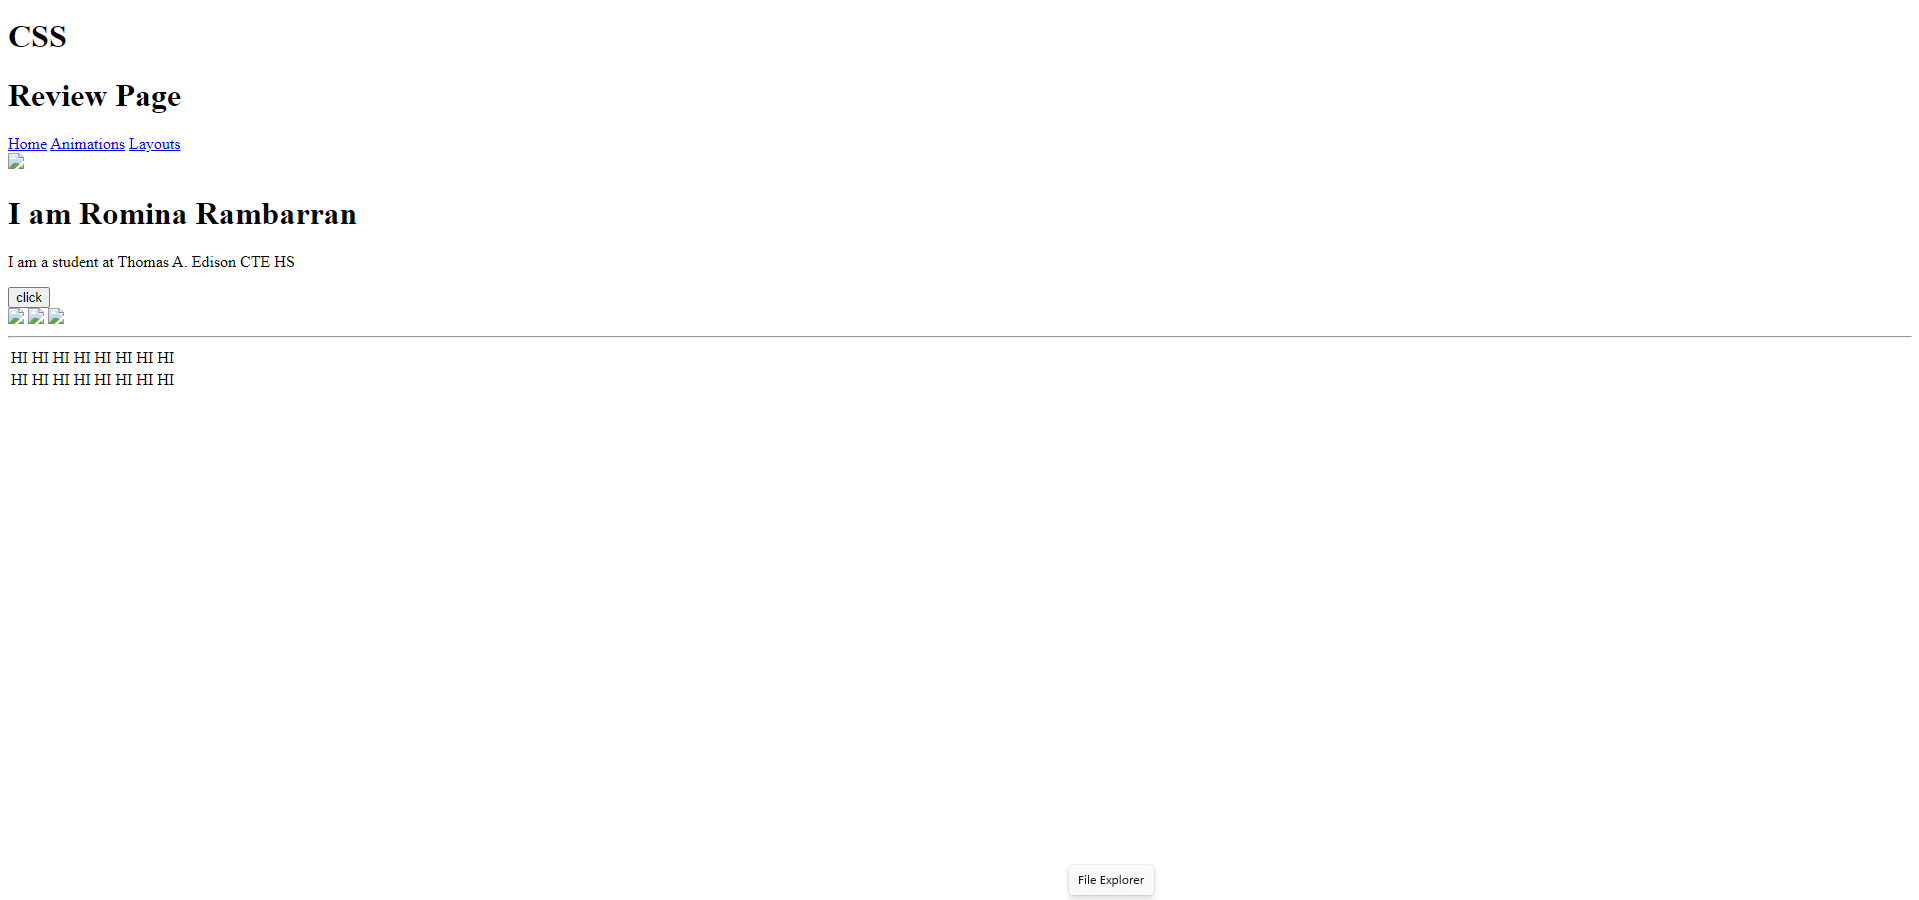 CSS
Review Page
Home Animations Layouts
I am Romina Rambarran
I am a student at Thomas A. Edison CTE HS
click
HI HI HI HI HI HI HI HI
HI HI HI HI HI HI HI HI
File Explorer